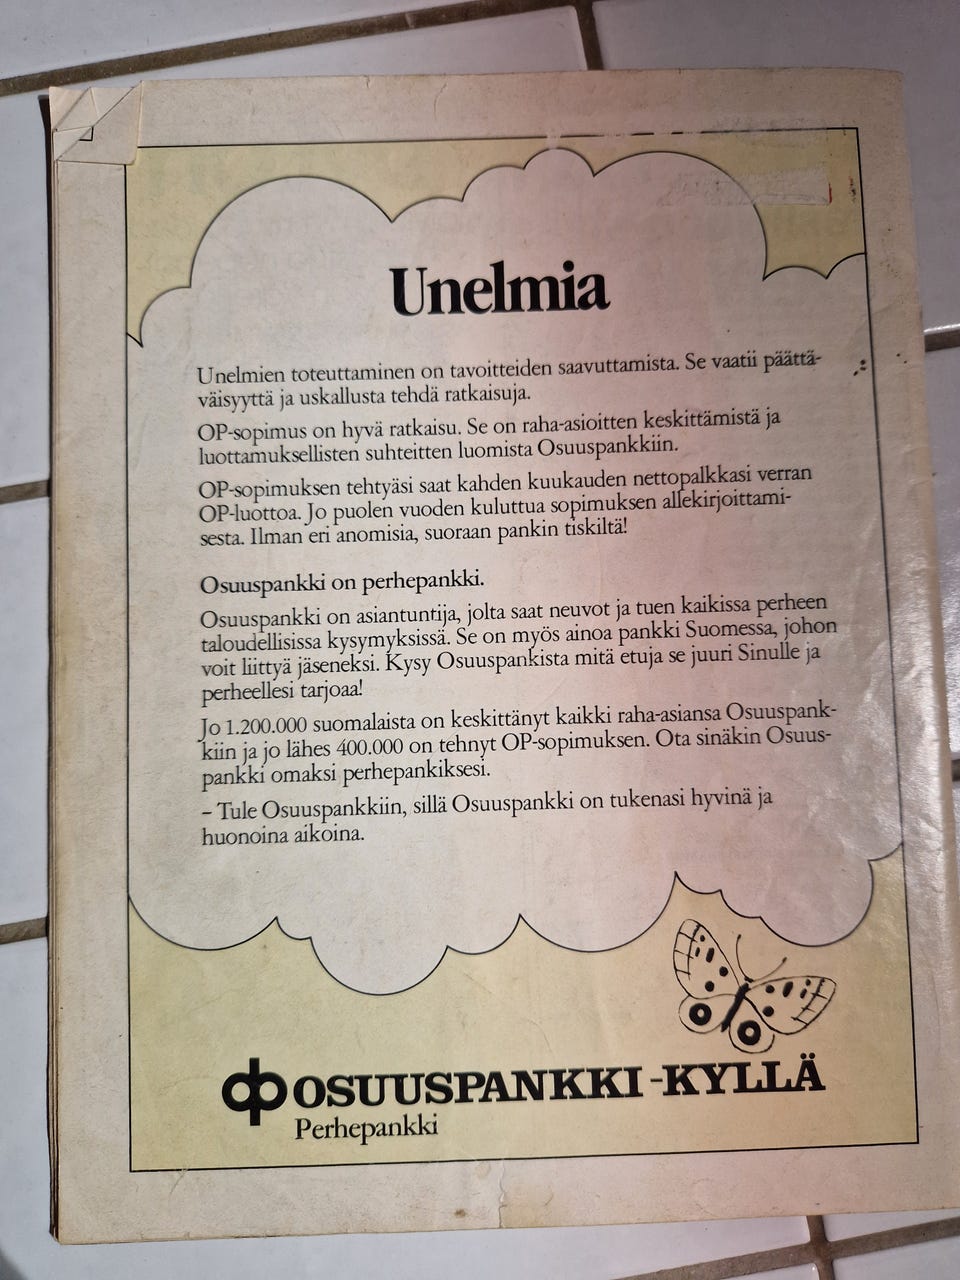 Unelmia
Unelmien toteuttaminen on tavoitteiden saavuttamista. Se vaatii päättä-
väisyyttä ja uskallusta tehdä ratkaisuja.
OP-sopimus on hyvä ratkaisu. Se on raha-asioitten keskittämistä ja
luottamuksellisten suhteitten luomista Osuuspankkiin.
OP-sopimuksen tehtyäsi saat kahden kuukauden nettopalkkasi verran
OP-luottoa. Jo puolen vuoden kuluttua sopimuksen allekirjoittami-
sesta. Ilman eri anomisia, suoraan pankin tiskiltä!
Osuuspankki on perhepankki.
Osuuspankki on asiantuntija, jolta saat neuvot ja tuen kaikissa perheen
taloudellisissa kysymyksissä. Se on myös ainoa pankki Suomessa, johon
voit liittyä jäseneksi. Kysy Osuuspankista mitä etuja se juuri Sinulle ja
perheellesi tarjoaa!
Jo 1.200.000 suomalaista on keskittänyt kaikki raha-asiansa Osuuspank-
kiin ja jo lähes 400.000 on tehnyt OP-sopimuksen. Ota sinäkin Osuus-
pankki omaksi perhepankiksesi.
– Tule Osuuspankkiin, sillä Osuuspankki on tukenasi hyvinä ja
huonoina aikoina.
OSUUSPANKKI-KYLLÄ
Perhepankki